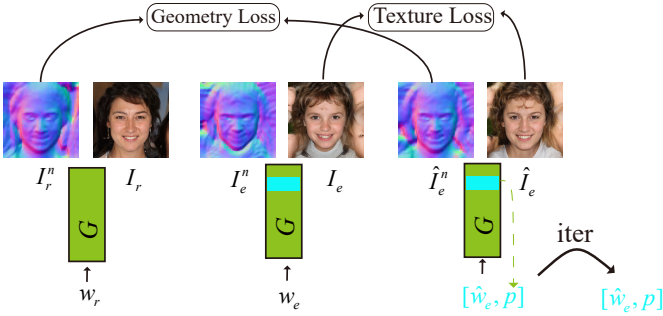 Geometry Loss
Texture Loss
I_r^n
I_r
I_e^n
I_e
Î_e^n
Î_e
G
G
G
iter
w_r
w_e
[ŵ_e, p]
[ŵ_e, p]